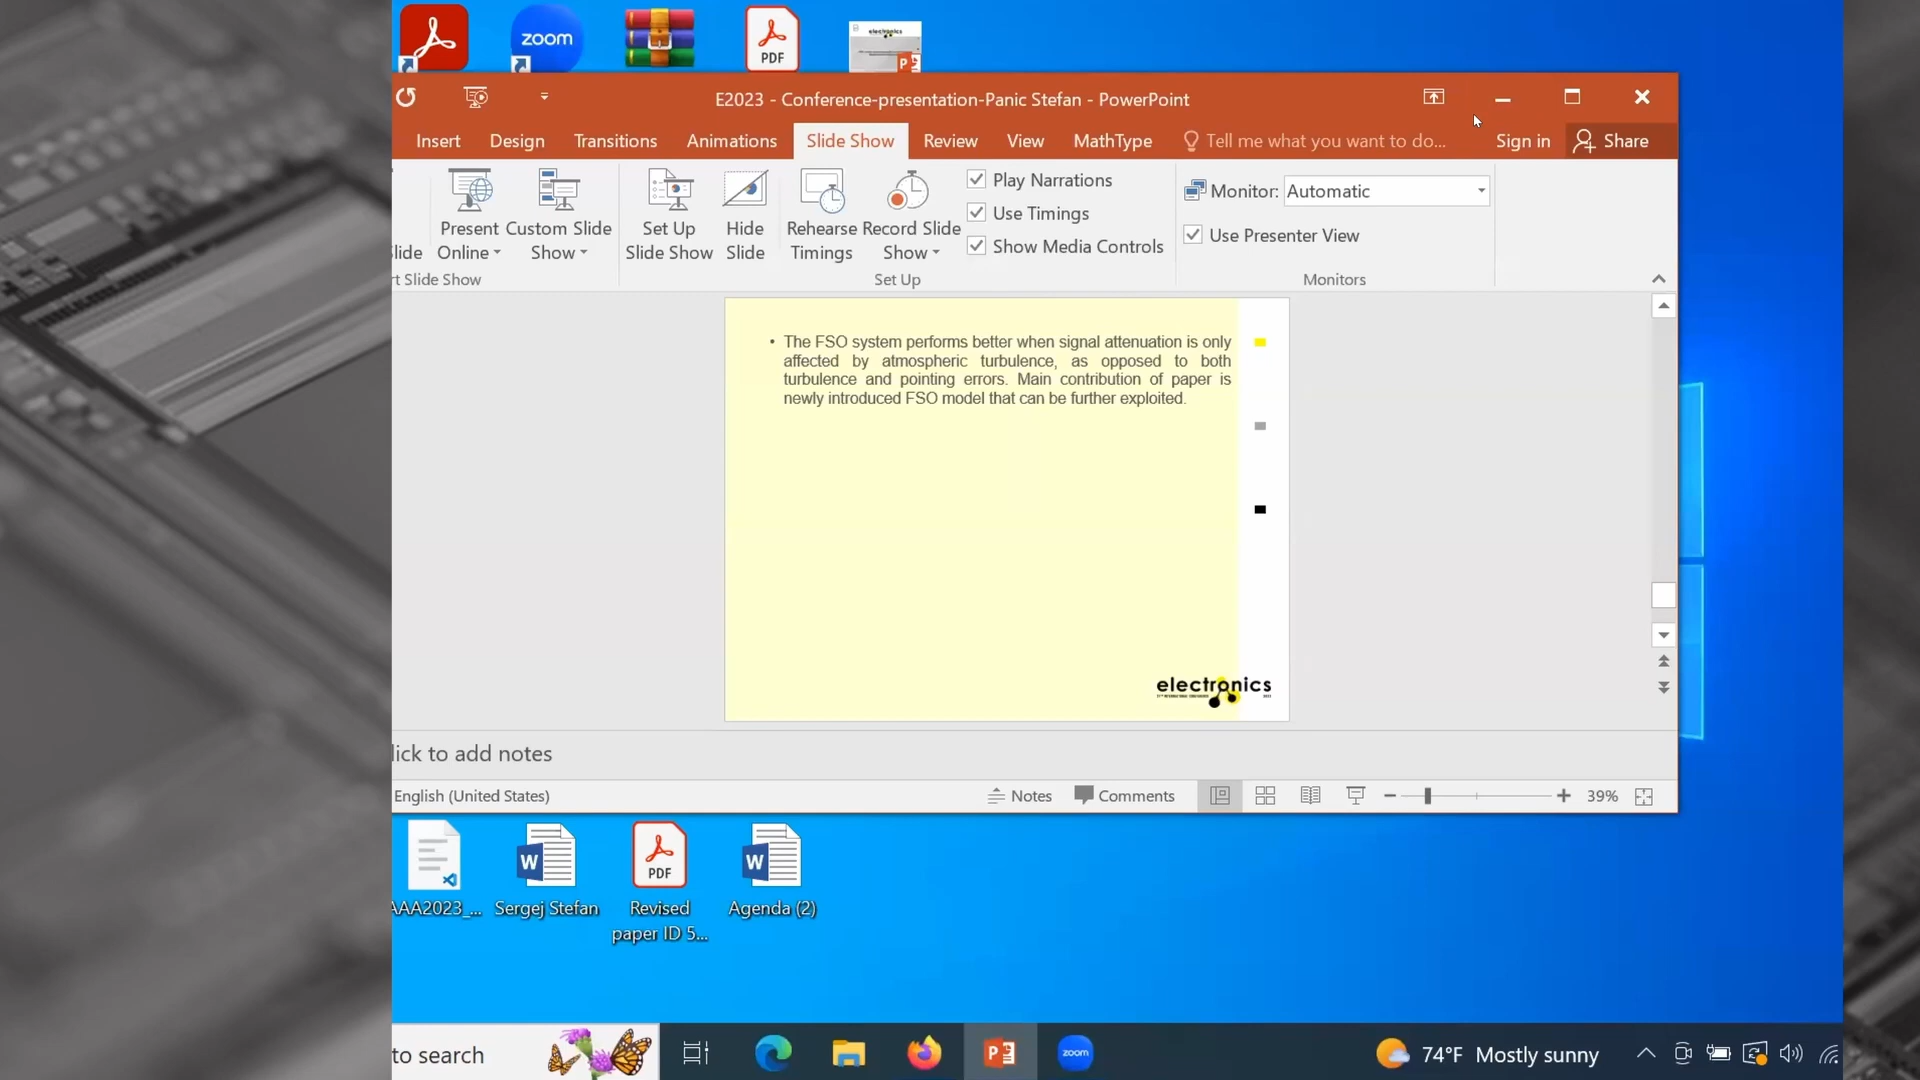 zoom
PDF
electronics
E2023 - Conference-presentation-Panic Stefan - PowerPoint
Insert Design Transitions Animations Slide Show Review View MathType Tell me what you want to do... Sign in Share
Present Online
Custom Slide Show
Set Up Slide Show
Hide Slide
Rehearse Timings
Record Slide Show
Play Narrations
Use Timings
Show Media Controls
Monitor: Automatic
Use Presenter View
lide
rt Slide Show
Set Up
Monitors
• The FSO system performs better when signal attenuation is only
affected by atmospheric turbulence, as opposed to both
turbulence and pointing errors. Main contribution of paper is
newly introduced FSO model that can be further exploited.
electronics
lick to add notes
English (United States) Notes Comments 39%
W
PDF
W
AAA2023_... Sergej Stefan Revised Agenda (2)
paper ID 5...
to search
zoom
74°F Mostly sunny